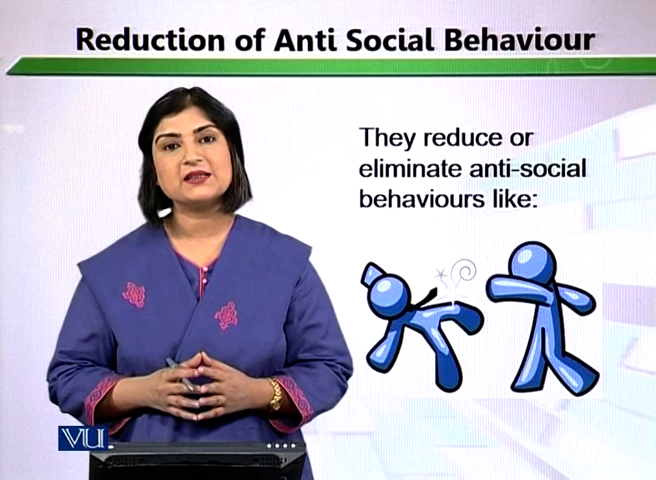 Reduction of Anti Social Behaviour
They reduce or
eliminate anti-social
behaviours like:
VU